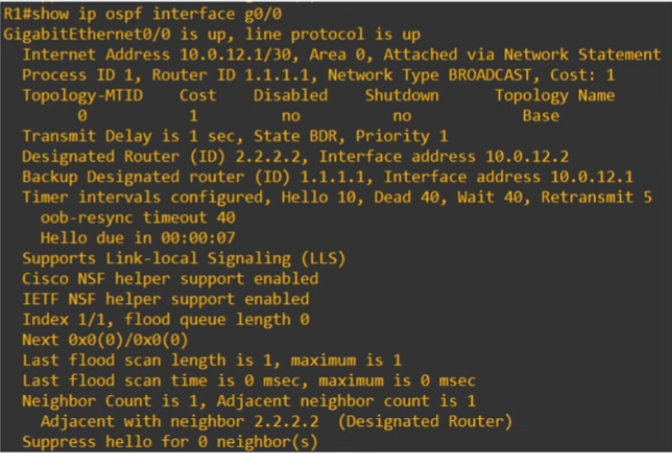 R1#show ip ospf interface g0/0
GigabitEthernet0/0 is up, line protocol is up
Internet Address 10.0.12.1/30, Area 0, Attached via Network Statement
Process ID 1, Router ID 1.1.1.1, Network Type BROADCAST, Cost: 1
Topology-MTID Cost Disabled Shutdown Topology Name
0 1 no no Base
Transmit Delay is 1 sec, State BDR, Priority 1
Designated Router (ID) 2.2.2.2, Interface address 10.0.12.2
Backup Designated router (ID) 1.1.1.1, Interface address 10.0.12.1
Timer intervals configured, Hello 10, Dead 40, Wait 40, Retransmit 5
oob-resync timeout 40
Hello due in 00:00:07
Supports Link-local Signaling (LLS)
Cisco NSF helper support enabled
IETF NSF helper support enabled
Index 1/1, flood queue length 0
Next 0x0(0)/0x0(0)
Last flood scan length is 1, maximum is 1
Last flood scan time is 0 msec, maximum is 0 msec
Neighbor Count is 1, Adjacent neighbor count is 1
Adjacent with neighbor 2.2.2.2 (Designated Router)
Suppress hello for 0 neighbor(s)